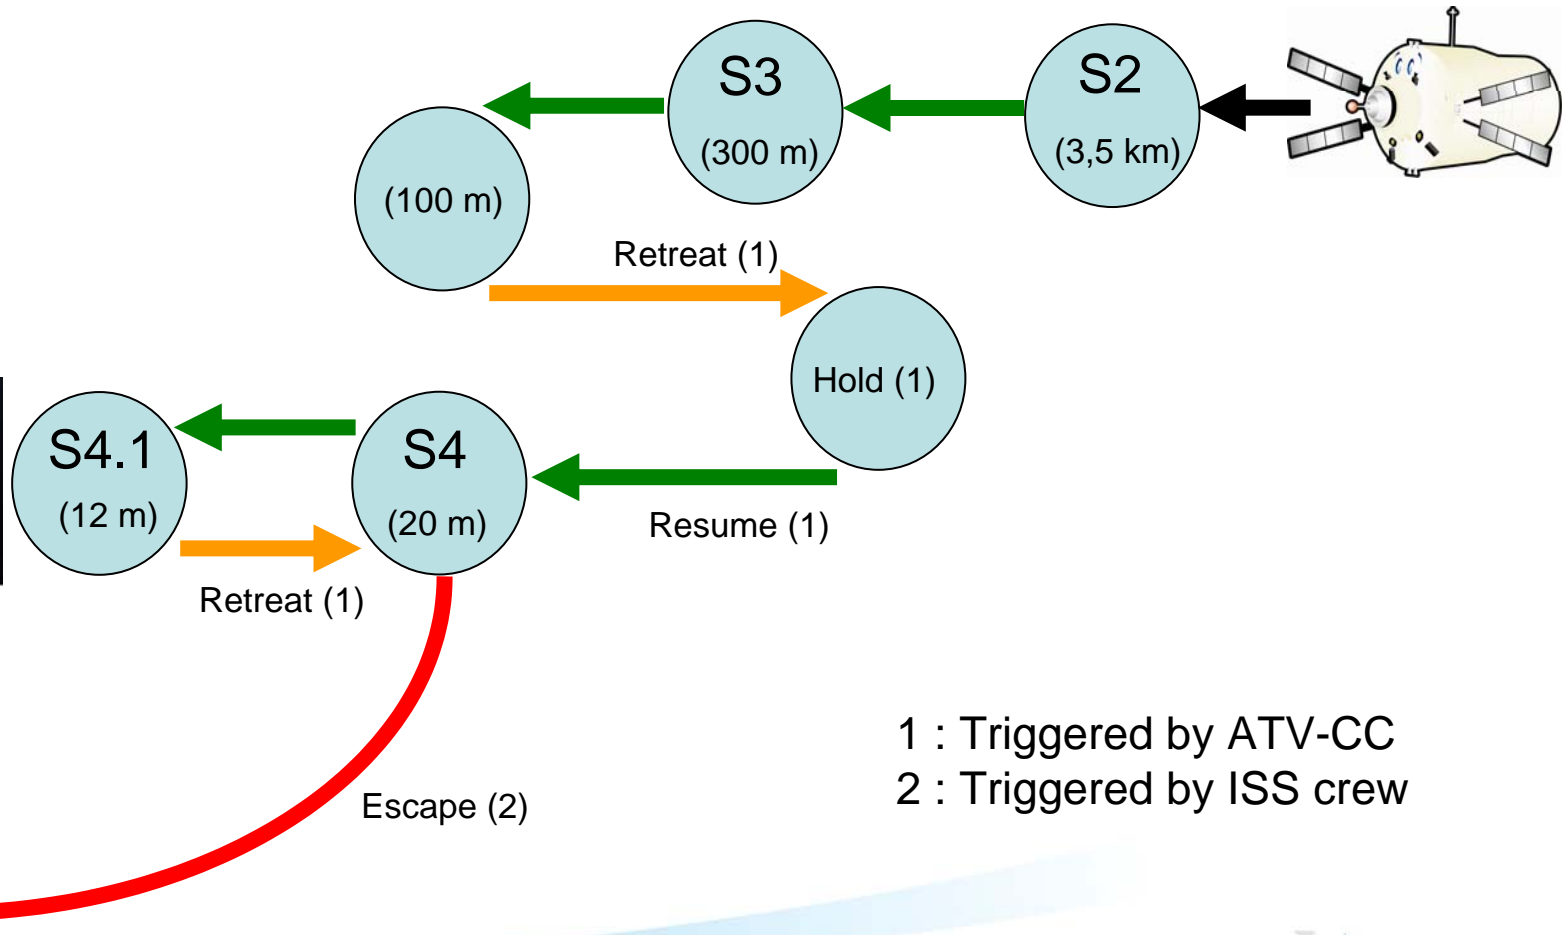 S3
(300 m)
S2
(3,5 km)
(100 m)
Retreat (1)
Hold (1)
S4.1
(12 m)
S4
(20 m)
Resume (1)
Retreat (1)
Escape (2)
1 : Triggered by ATV-CC
2 : Triggered by ISS crew